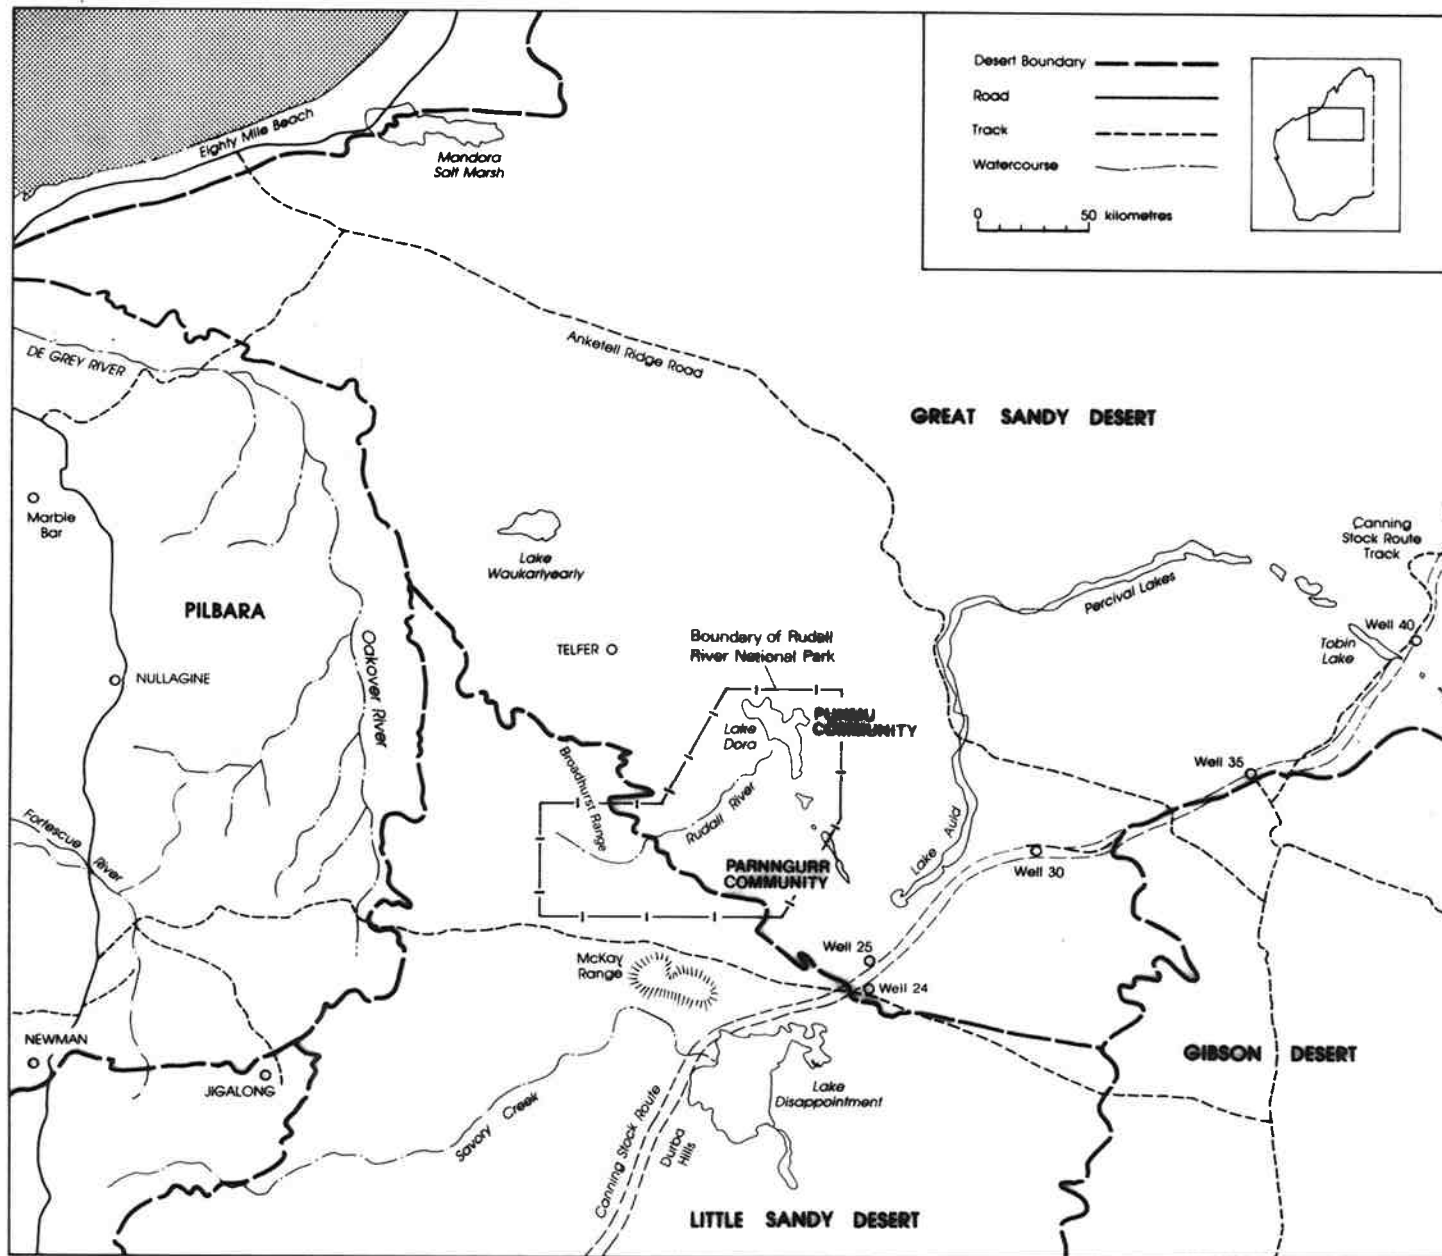 Desert Boundary
Road
Track
Watercourse
0 50 kilometres
Eighty Mile Beach
Mandora
Salt Marsh
DE GREY RIVER
Anketell Ridge Road
GREAT SANDY DESERT
Marble
Bar
Lake
Waukarlyearly
Canning
Stock Route
Track
Percival Lakes
PILBARA
Well 40
Tobin
Lake
TELFER
Boundary of Rudall
River National Park
NULLAGINE
Oakover River
Lake
Dora
PUNMU
COMMUNITY
Broadhurst Range
Rudall River
Well 35
Fortescue River
Lake Auld
Well 30
PARNNGURR
COMMUNITY
Well 25
McKay
Range
Well 24
NEWMAN
JIGALONG
GIBSON DESERT
Savory Creek
Lake
Disappointment
Canning Stock Route
Durba
Hills
LITTLE SANDY DESERT